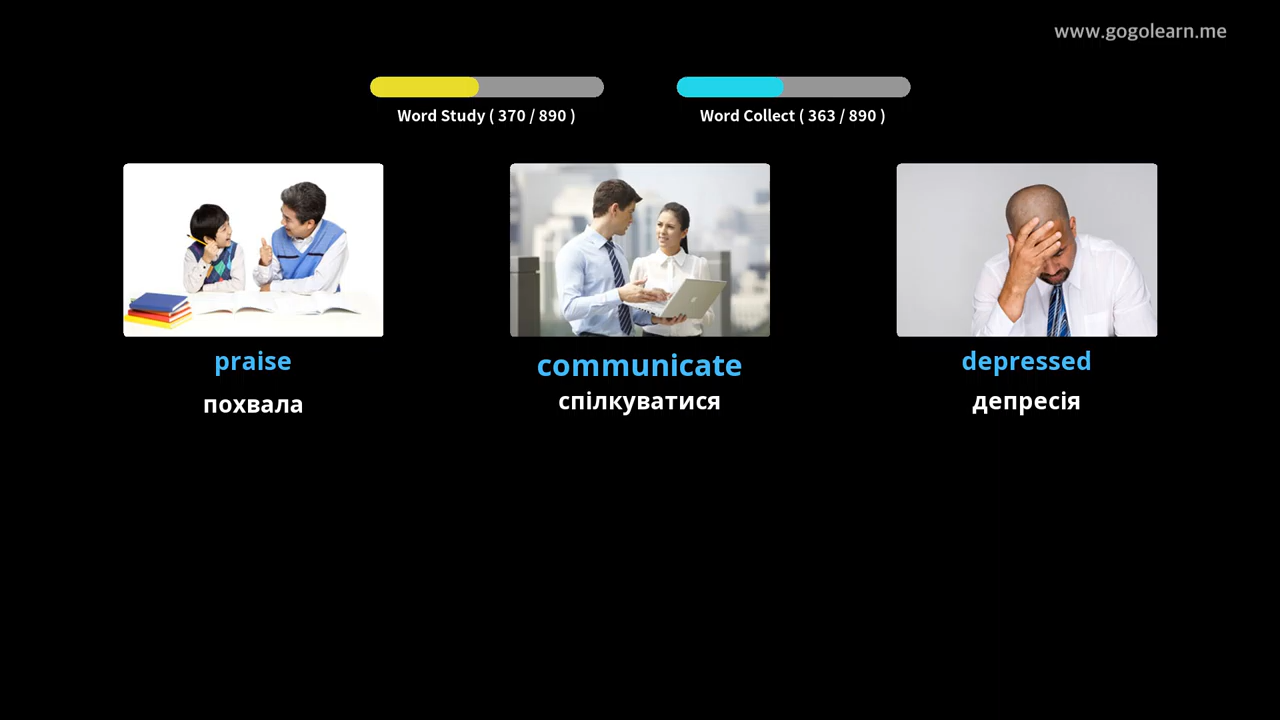 www.gogolearn.me
Word Study ( 370 / 890 )
Word Collect ( 363 / 890 )
praise
похвала
communicate
спілкуватися
depressed
депресія